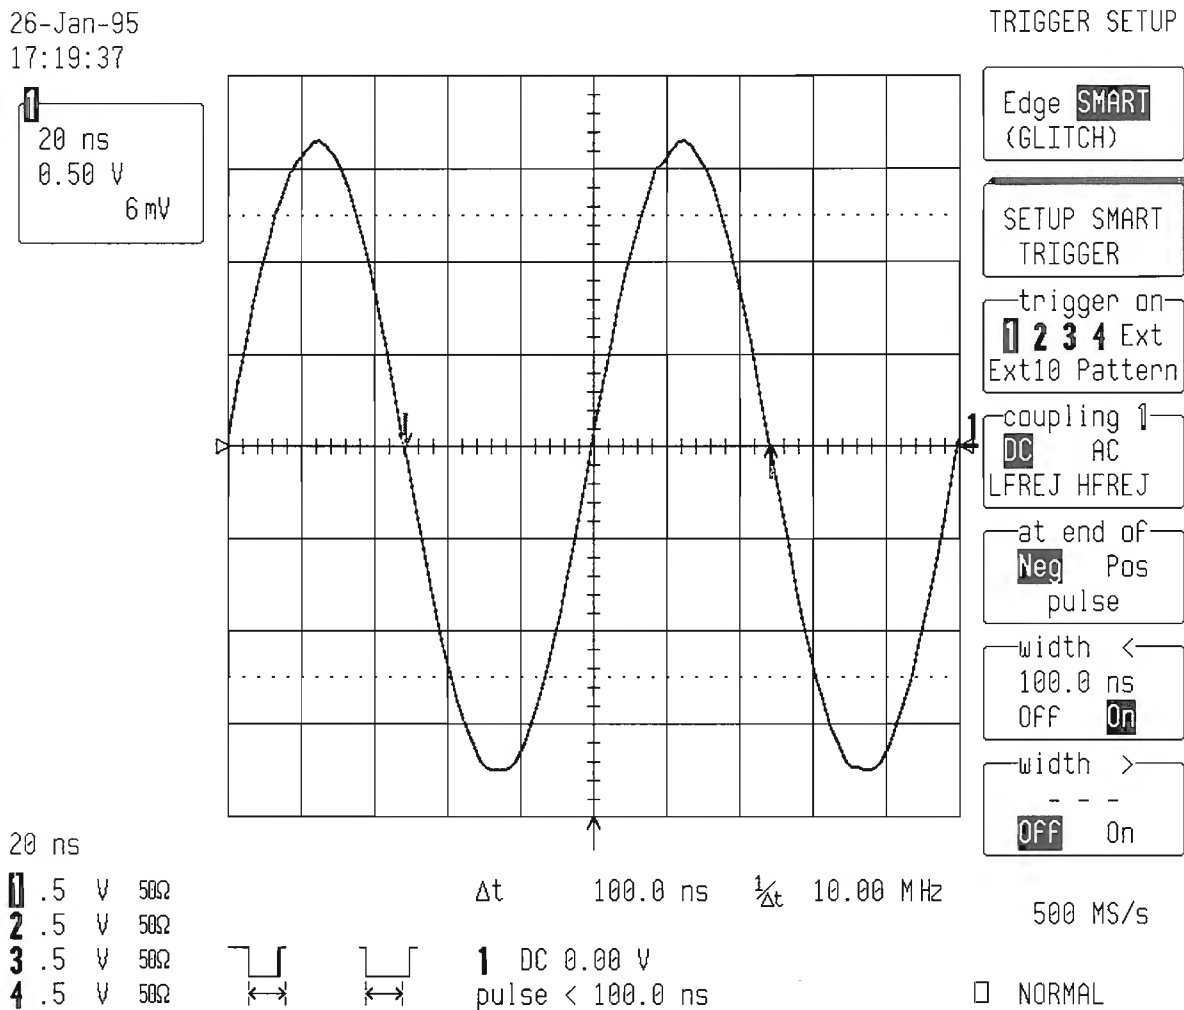 26-Jan-95
17:19:37
1
20 ns
0.50 V
6 mV
TRIGGER SETUP
Edge SMART
(GLITCH)
SETUP SMART
TRIGGER
trigger on
1 2 3 4 Ext
Ext10 Pattern
coupling 1
DC AC
LFREJ HFREJ
at end of
Neg Pos
pulse
width <
100.0 ns
OFF On
width >
- - -
OFF On
1
20 ns
1 .5 V 50Ω
2 .5 V 50Ω
3 .5 V 50Ω
4 .5 V 50Ω
Δt 100.0 ns 1/Δt 10.00 MHz
1 DC 0.00 V
pulse < 100.0 ns
500 MS/s
NORMAL